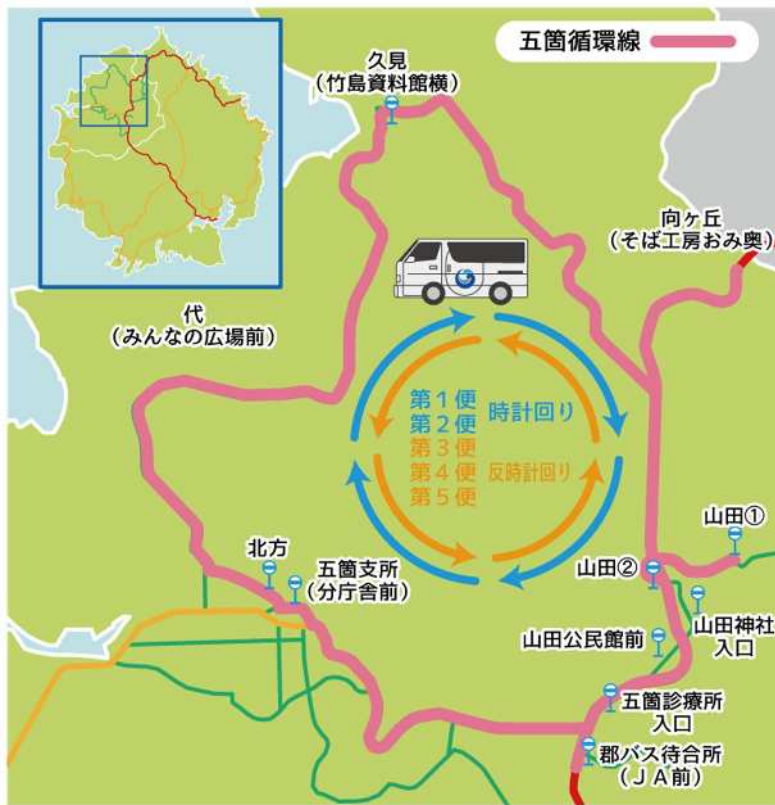 五箇循環線
久見
(竹島資料館横)
向ヶ丘
(そば工房おみ奥)
代
(みんなの広場前)
第1便
第2便
時計回り
第3便
第4便
第5便
反時計回り
山田①
山田②
北方
五箇支所
(分庁舎前)
山田神社
入口
山田公民館前
五箇診療所
入口
郡バス待合所
(JA前)